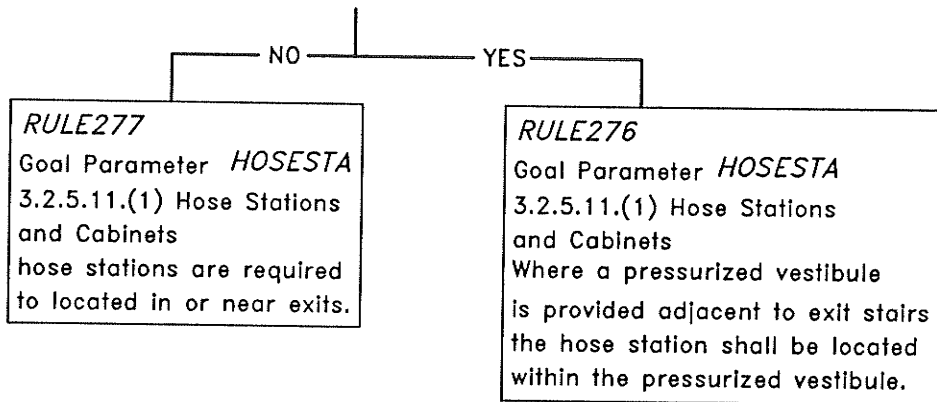 NO
YES
RULE277
Goal Parameter HOSESTA
3.2.5.11.(1) Hose Stations
and Cabinets
hose stations are required
to located in or near exits.
RULE276
Goal Parameter HOSESTA
3.2.5.11.(1) Hose Stations
and Cabinets
Where a pressurized vestibule
is provided adjacent to exit stairs
the hose station shall be located
within the pressurized vestibule.